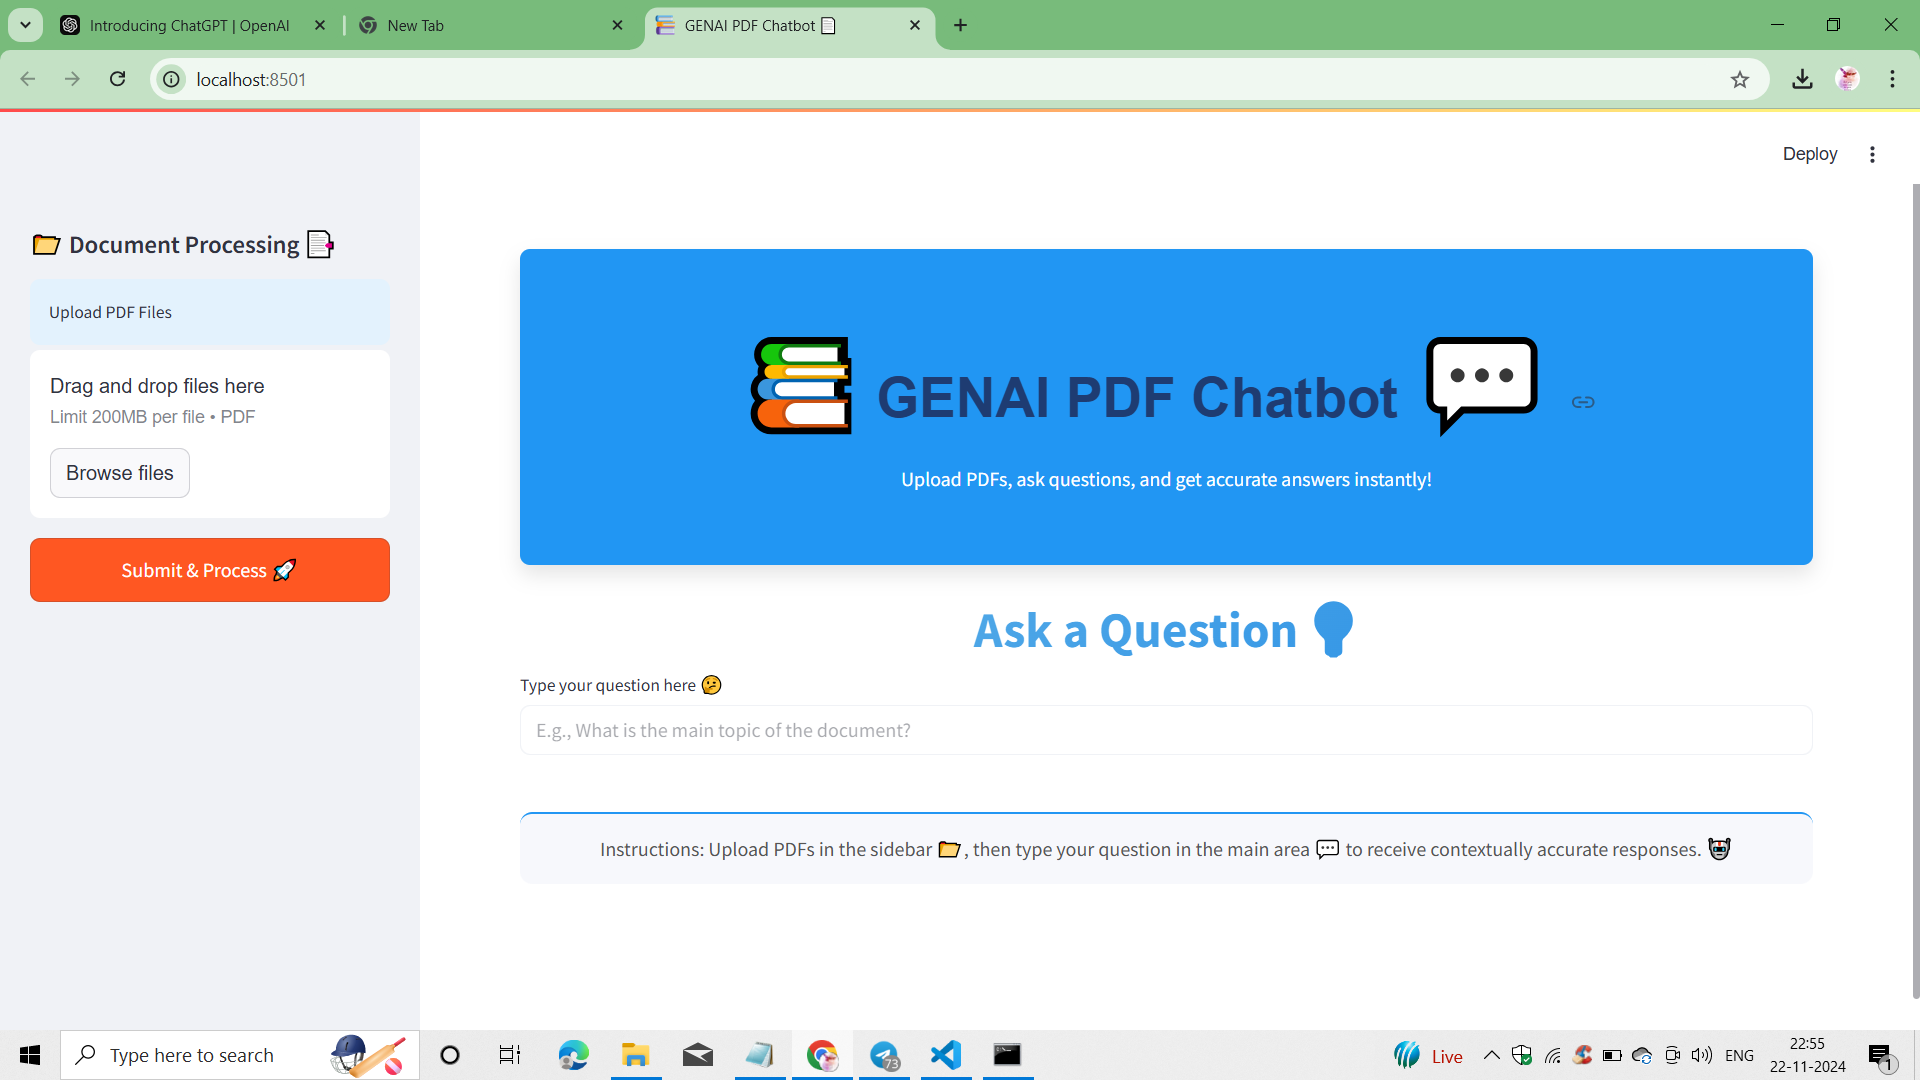 Introducing ChatGPT | OpenAI
New Tab
GENAI PDF Chatbot
localhost:8501
Deploy
Document Processing
Upload PDF Files
Drag and drop files here
Limit 200MB per file • PDF
Browse files
Submit & Process
GENAI PDF Chatbot
Upload PDFs, ask questions, and get accurate answers instantly!
Ask a Question
Type your question here
E.g., What is the main topic of the document?
Instructions: Upload PDFs in the sidebar , then type your question in the main area to receive contextually accurate responses.
Type here to search
73
Live
ENG
22:55
22-11-2024
1